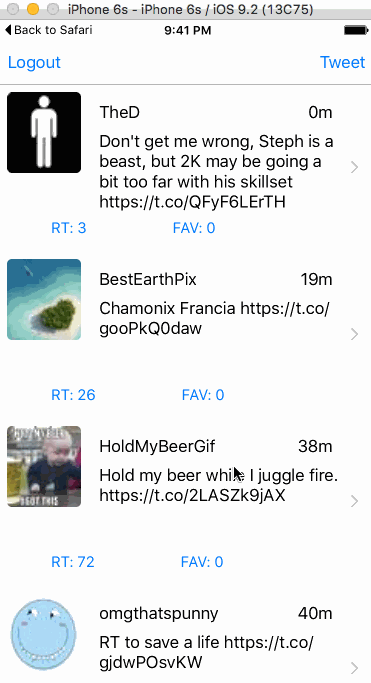 iPhone 6s - iPhone 6s / iOS 9.2 (13C75)
Back to Safari 9:41 PM
Logout Tweet
TheD 0m
Don't get me wrong, Steph is a
beast, but 2K may be going a
bit too far with his skillset
https://t.co/QFyF6LErTH
RT: 3 FAV: 0
BestEarthPix 19m
Chamonix Francia https://t.co/
gooPkQ0daw
RT: 26 FAV: 0
HoldMyBeerGif 38m
Hold my beer while I juggle fire.
https://t.co/2LASZk9jAX
I GOT THIS
RT: 72 FAV: 0
omgthatspunny 40m
RT to save a life https://t.co/
gjdwPOsvKW